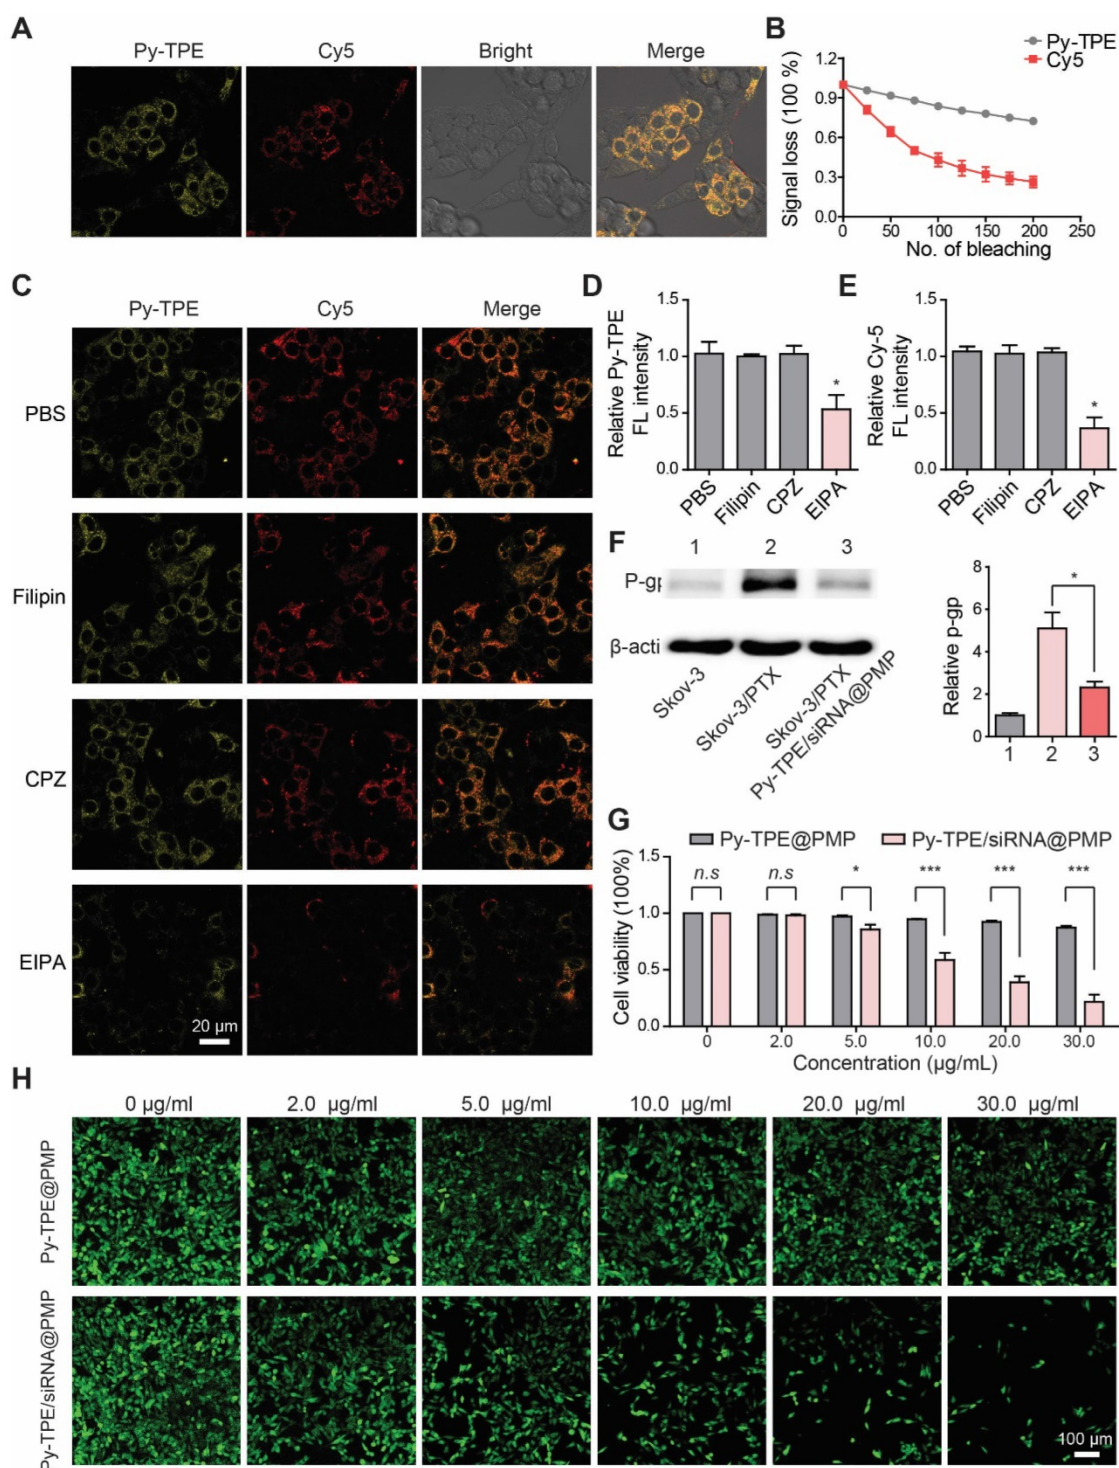 A
Py-TPE Cy5 Bright Merge
B
Py-TPE
Cy5
Signal loss (100 %)
1.2
0.9
0.6
0.3
0.0
0 50 100 150 200 250
No. of bleaching
C
Py-TPE Cy5 Merge
PBS
Filipin
CPZ
EIPA
20 µm
D
Relative Py-TPE
FL intensity
1.5
1.0
0.5
0.0
*
PBS Filipin CPZ EIPA
E
Relative Cy-5
FL intensity
1.5
1.0
0.5
0.0
*
PBS Filipin CPZ EIPA
F
1 2 3
P-gp
β-acti
Skov-3
Skov-3/PTX
Skov-3/PTX
Py-TPE/siRNA@PMP
Relative p-gp
8
6
4
2
0
*
1 2 3
G
Py-TPE@PMP Py-TPE/siRNA@PMP
Cell viability (100%)
1.5
1.0
0.5
0.0
n.s n.s * *** *** ***
0 2.0 5.0 10.0 20.0 30.0
Concentration (µg/mL)
H
0 µg/ml 2.0 µg/ml 5.0 µg/ml 10.0 µg/ml 20.0 µg/ml 30.0 µg/ml
Py-TPE@PMP
Py-TPE/siRNA@PMP
100 µm